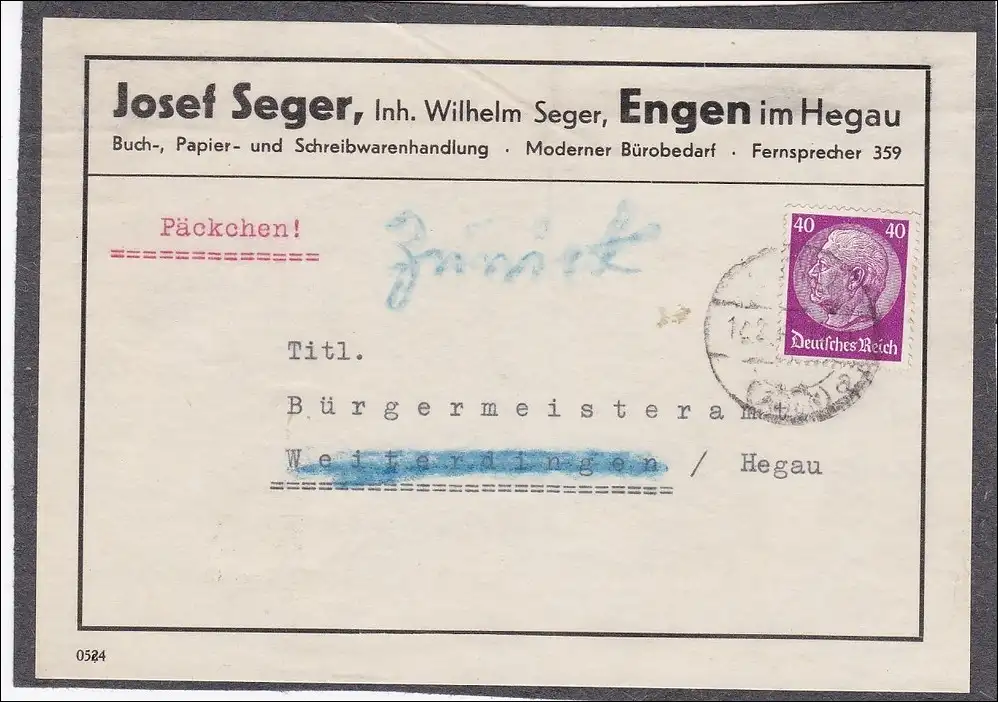 Josef Seger, Inh. Wilhelm Seger, Engen im Hegau
Buch-, Papier- und Schreibwarenhandlung · Moderner Bürobedarf · Fernsprecher 359
Päckchen!
Zurück
40 40
Deutsches Reich
a
Titl.
Bürgermeisteramt
Weiterdingen / Hegau